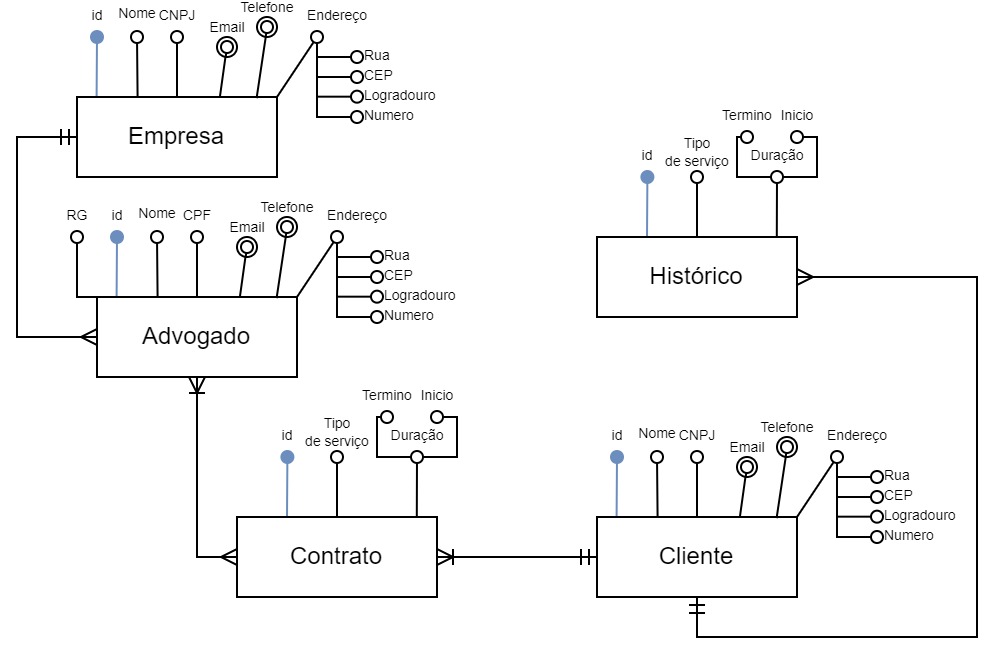 id
Nome
CNPJ
Email
Telefone
Endereço
Rua
CEP
Logradouro
Numero
Empresa
RG
id
Nome
CPF
Email
Telefone
Endereço
Rua
CEP
Logradouro
Numero
Advogado
id
Tipo
de serviço
Termino
Inicio
Duração
Histórico
id
Tipo
de serviço
Termino
Inicio
Duração
Contrato
id
Nome
CNPJ
Email
Telefone
Endereço
Rua
CEP
Logradouro
Numero
Cliente